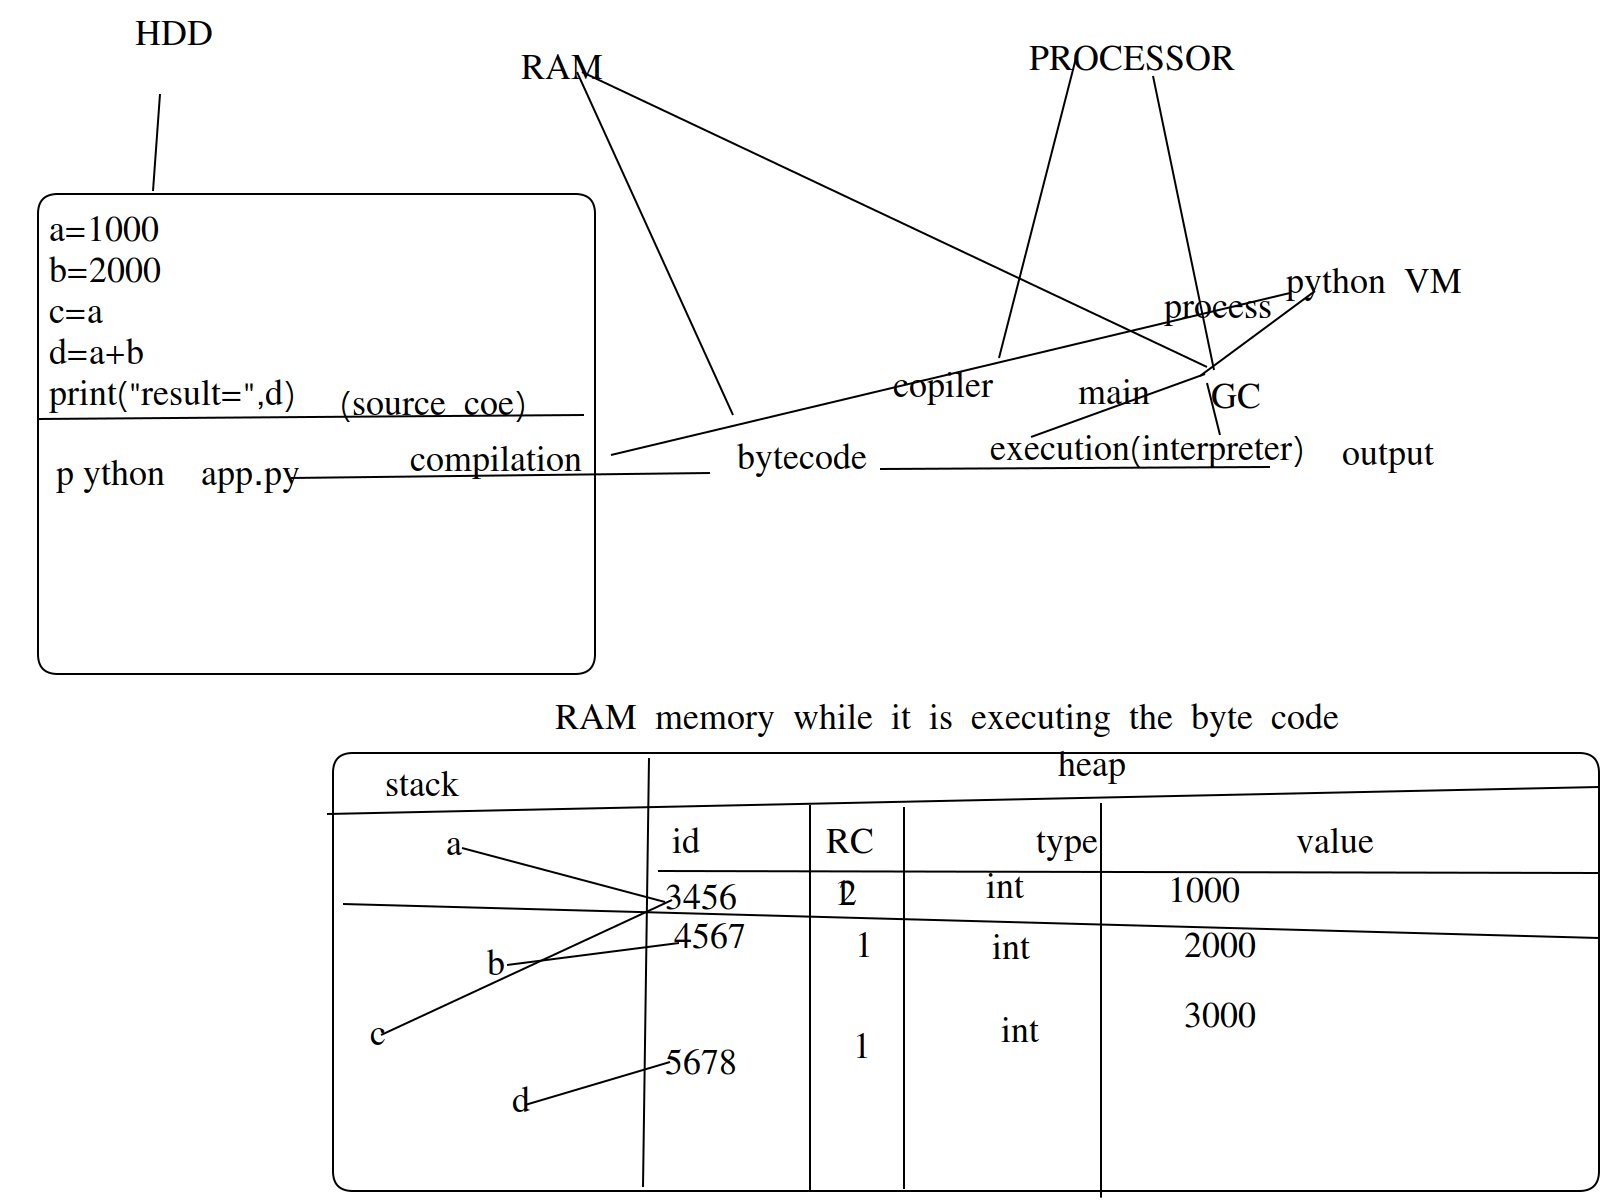 HDD
RAM
PROCESSOR
a=1000
b=2000
c=a
d=a+b
print("result=",d)
(source coe)
python VM
process
copiler
main
GC
p ython app.py
compilation
bytecode
execution(interpreter)
output
RAM memory while it is executing the byte code
stack
heap
id RC type value
a
3456 int 1000
4567 1 int 2000
b
c
5678 1 int 3000
d